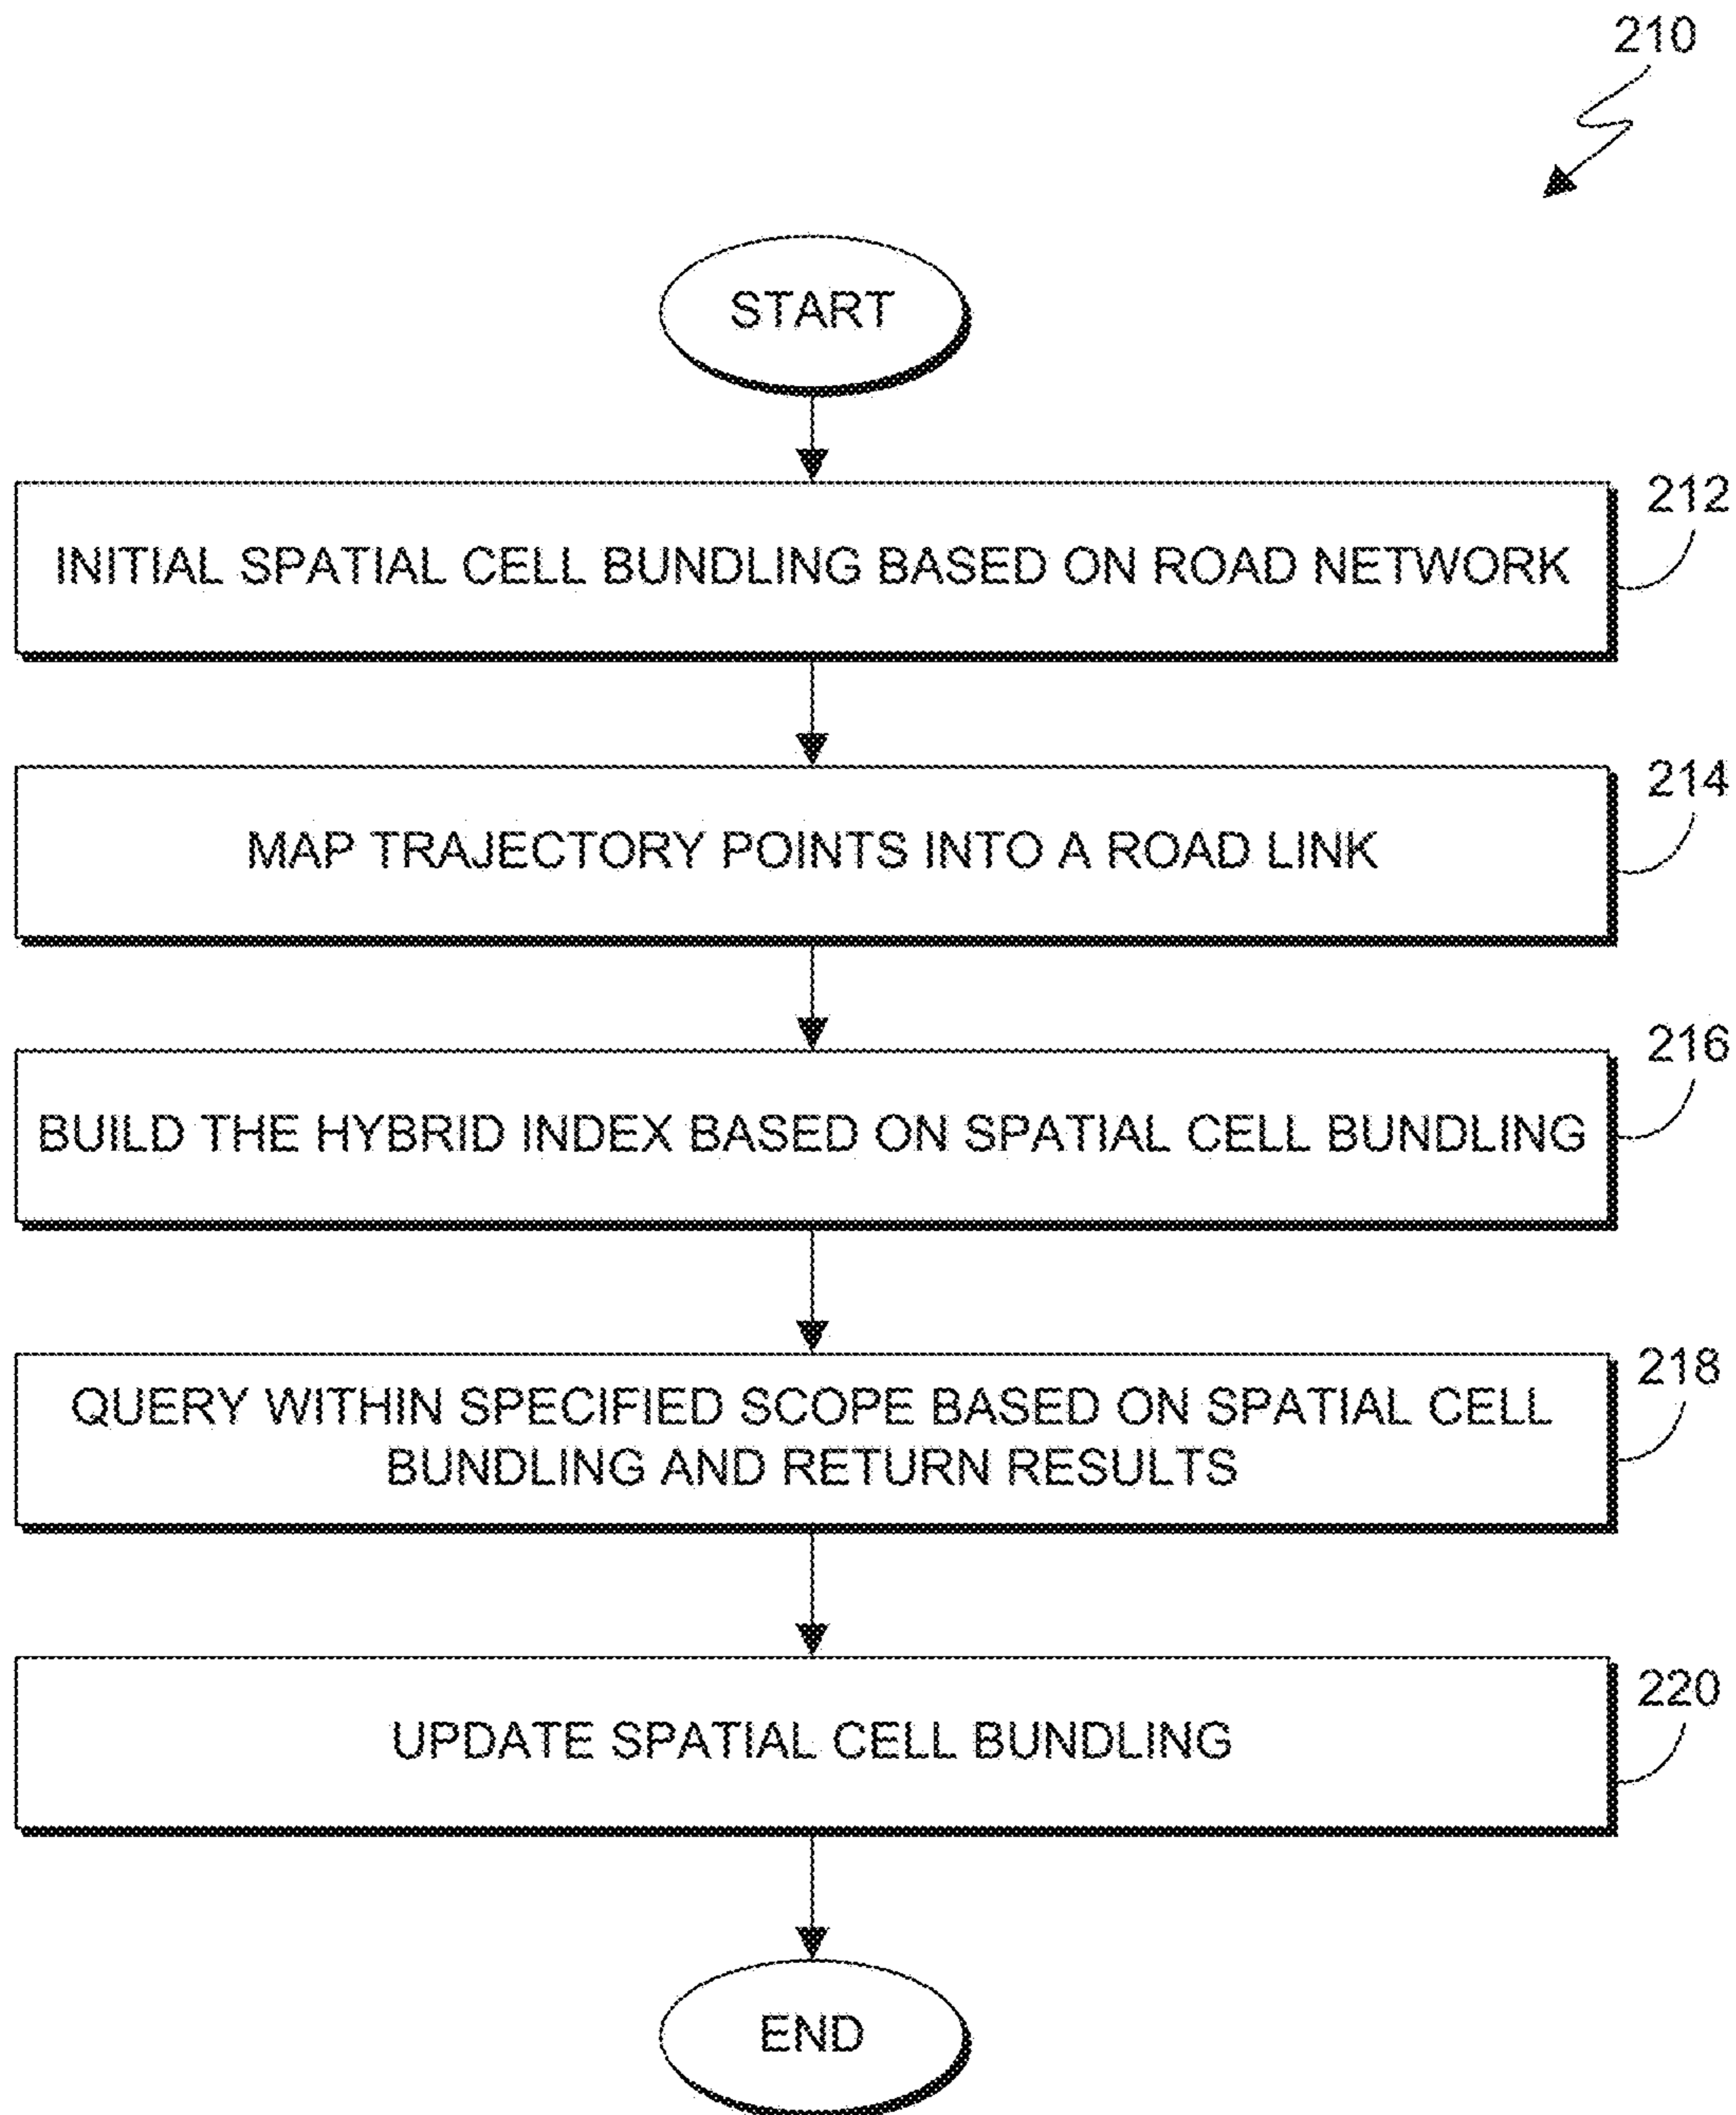 210
START
212
INITIAL SPATIAL CELL BUNDLING BASED ON ROAD NETWORK
214
MAP TRAJECTORY POINTS INTO A ROAD LINK
216
BUILD THE HYBRID INDEX BASED ON SPATIAL CELL BUNDLING
218
QUERY WITHIN SPECIFIED SCOPE BASED ON SPATIAL CELL
BUNDLING AND RETURN RESULTS
220
UPDATE SPATIAL CELL BUNDLING
END